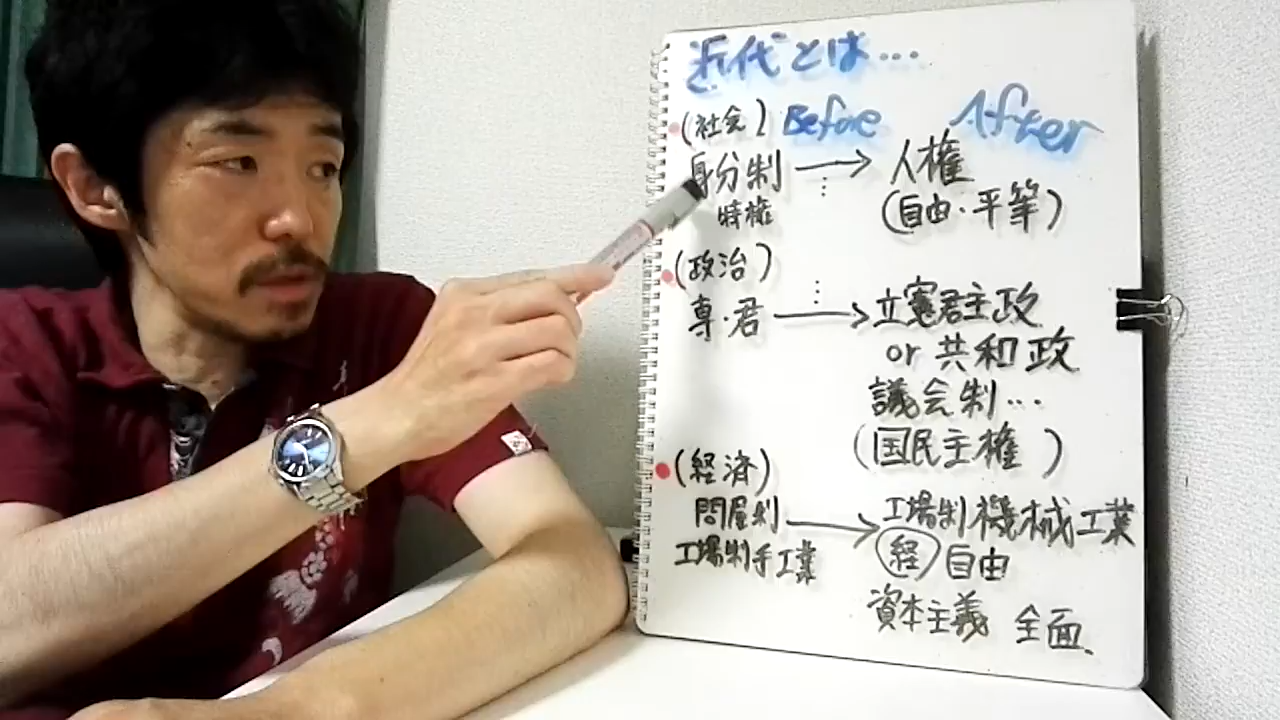 近代とは…
(社会) Before After
身分制 → 人権
特権 (自由・平等)
(政治)
専・君 → 立憲君主政
or 共和政
議会制…
(国民主権)
(経済)
問屋制 → 工場制機械工業
工場制手工業 経 自由
資本主義 全面